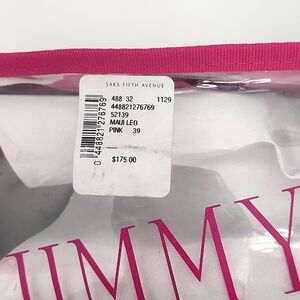 SAKS FIFTH AVENUE
488 32 1129
448821276769
52139
MAUI LEO
PINK 39
$175.00
0 448821 276769
JIMMY